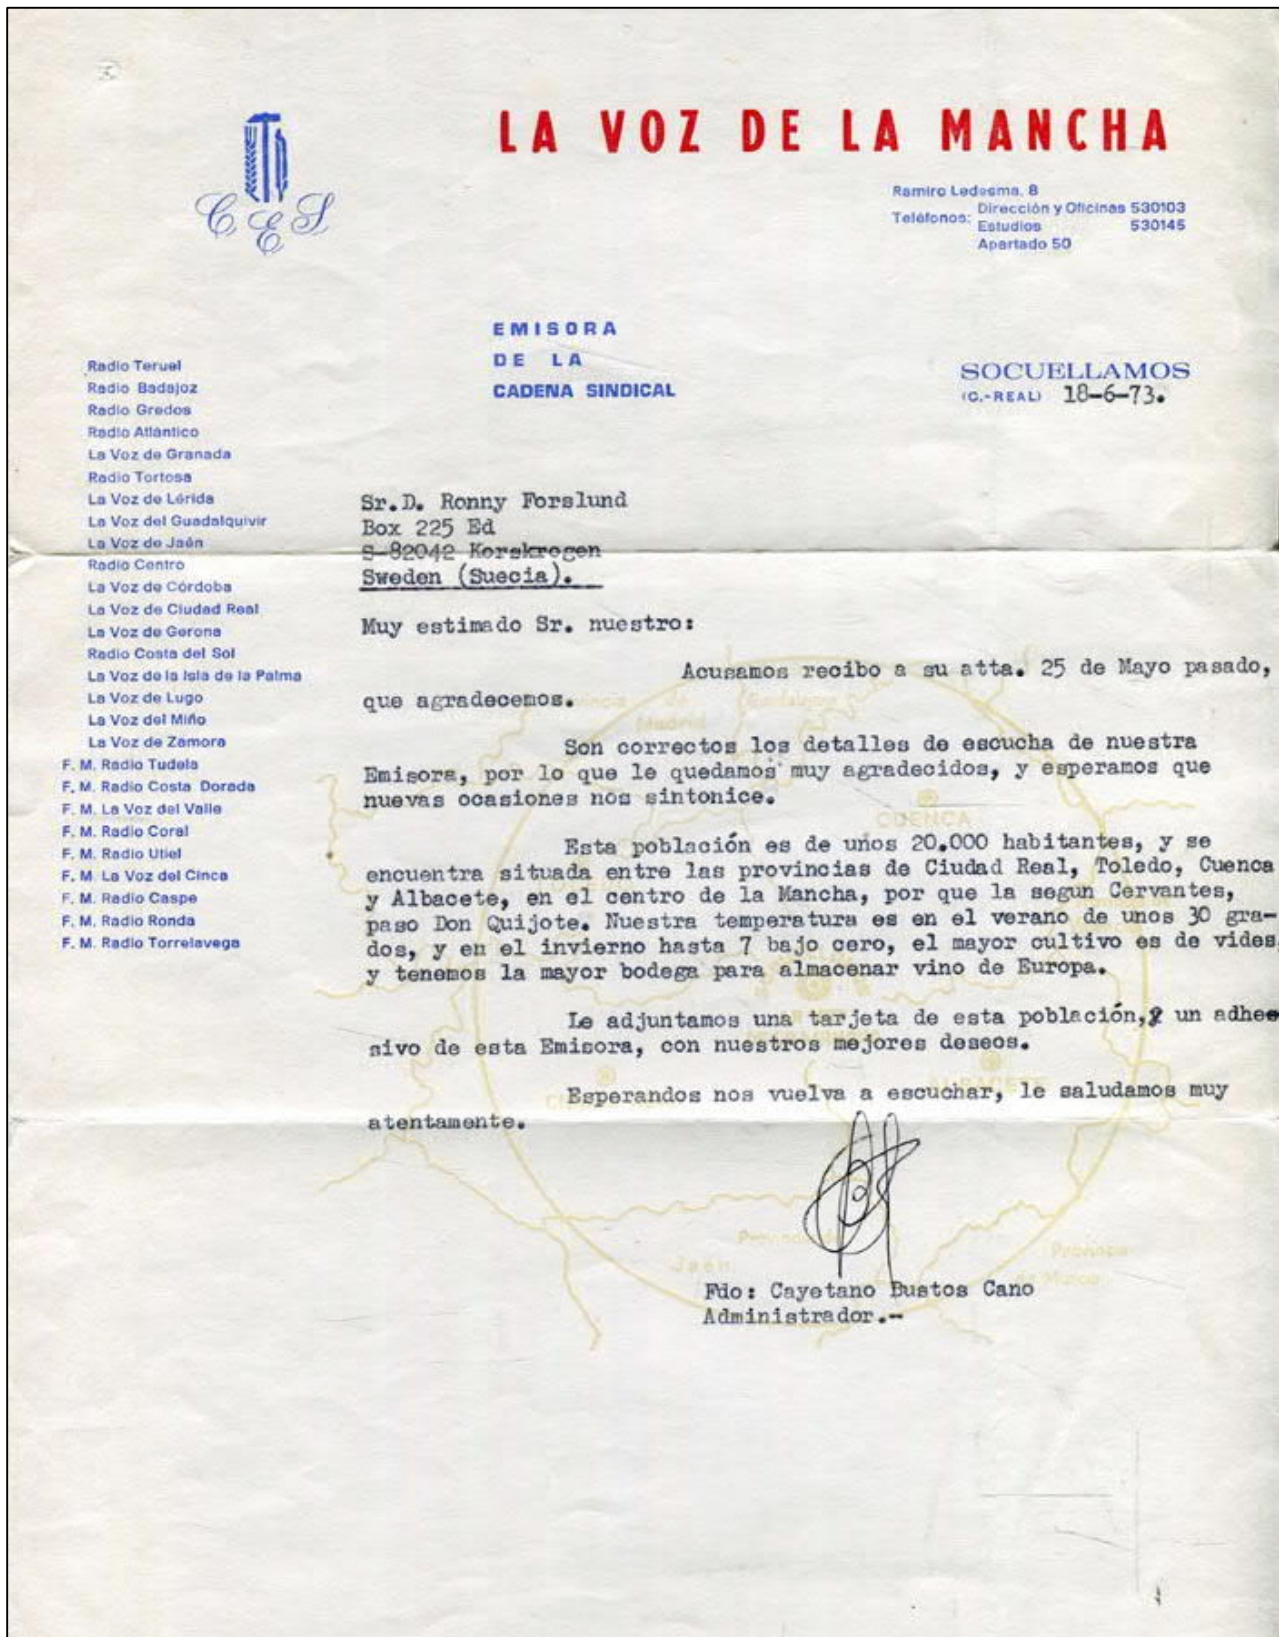 LA VOZ DE LA MANCHA
C E S
Ramiro Ledesma, 8
Teléfonos: Dirección y Oficinas 530103
Estudios 530145
Apartado 50
EMISORA
DE LA
CADENA SINDICAL
SOCUELLAMOS
(C.-REAL) 18-6-73.
Radio Teruel
Radio Badajoz
Radio Gredos
Radio Atlántico
La Voz de Granada
Radio Tortosa
La Voz de Lérida
La Voz del Guadalquivir
La Voz de Jaén
Radio Centro
La Voz de Córdoba
La Voz de Ciudad Real
La Voz de Gerona
Radio Costa del Sol
La Voz de la Isla de la Palma
La Voz de Lugo
La Voz del Miño
La Voz de Zamora
F. M. Radio Tudela
F. M. Radio Costa Dorada
F. M. La Voz del Valle
F. M. Radio Coral
F. M. Radio Utiel
F. M. La Voz del Cinca
F. M. Radio Caspe
F. M. Radio Ronda
F. M. Radio Torrelavega
Sr.D. Ronny Forslund
Box 225 Ed
S-82042 Korskrogen
Sweden (Suecia).
Muy estimado Sr. nuestro:
Acusamos recibo a su atta. 25 de Mayo pasado,
que agradecemos.
Son correctos los detalles de escucha de nuestra
Emisora, por lo que le quedamos muy agradecidos, y esperamos que
nuevas ocasiones nos sintonice.
Esta población es de unos 20.000 habitantes, y se
encuentra situada entre las provincias de Ciudad Real, Toledo, Cuenca
y Albacete, en el centro de la Mancha, por que la segun Cervantes,
paso Don Quijote. Nuestra temperatura es en el verano de unos 30 gra-
dos, y en el invierno hasta 7 bajo cero, el mayor cultivo es de vides,
y tenemos la mayor bodega para almacenar vino de Europa.
Le adjuntamos una tarjeta de esta población, y un adhe-
sivo de esta Emisora, con nuestros mejores deseos.
Esperandos nos vuelva a escuchar, le saludamos muy
atentamente.
Fdo: Cayetano Bustos Cano
Administrador.-
Provincia de Madrid
CUENCA
Jaén
Provincia de Murcia